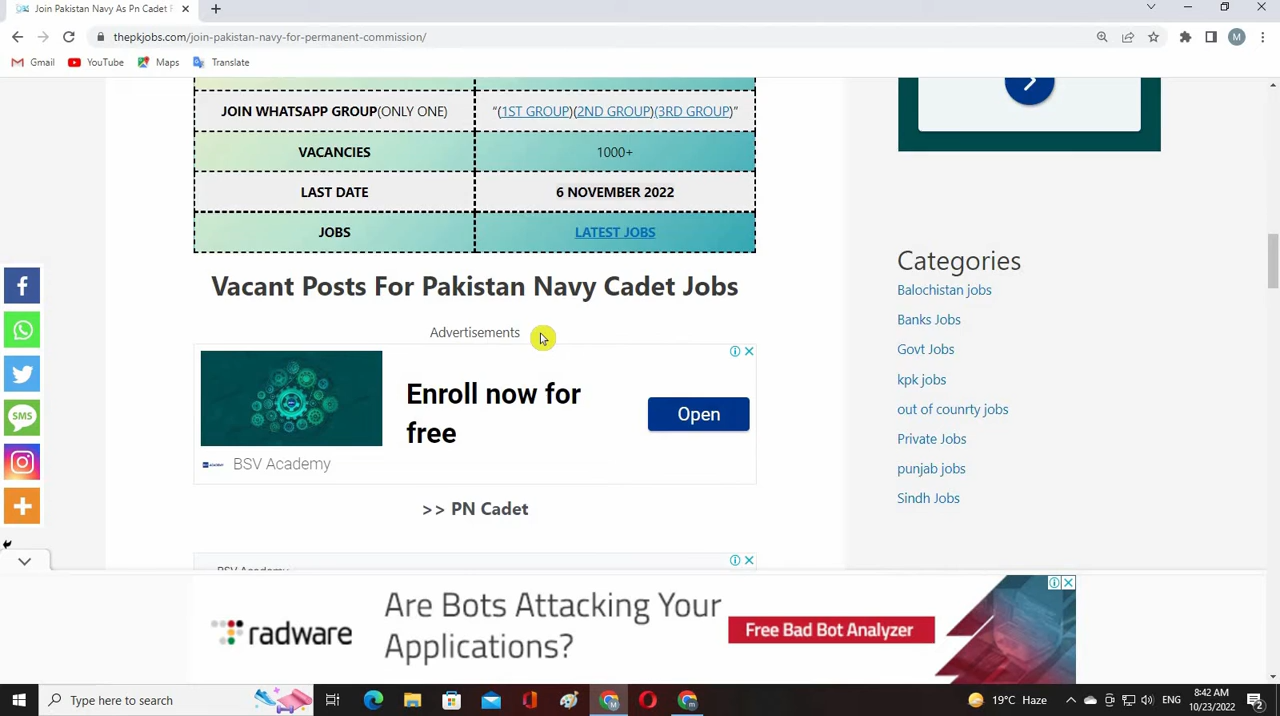 Join Pakistan Navy As Pn Cadet F
thepkjobs.com/join-pakistan-navy-for-permanent-commission/
M
Gmail
YouTube
Maps
Translate
JOIN WHATSAPP GROUP(ONLY ONE)
“(1ST GROUP)(2ND GROUP)(3RD GROUP)“
VACANCIES
1000+
LAST DATE
6 NOVEMBER 2022
JOBS
LATEST JOBS
Vacant Posts For Pakistan Navy Cadet Jobs
Advertisements
Enroll now for
free
Open
BSV Academy
>> PN Cadet
BSV Academy
SMS
Categories
Balochistan jobs
Banks Jobs
Govt Jobs
kpk jobs
out of counrty jobs
Private Jobs
punjab jobs
Sindh Jobs
radware
Are Bots Attacking Your
Applications?
Free Bad Bot Analyzer
Type here to search
19°C Haze
ENG
8:42 AM
10/23/2022
2